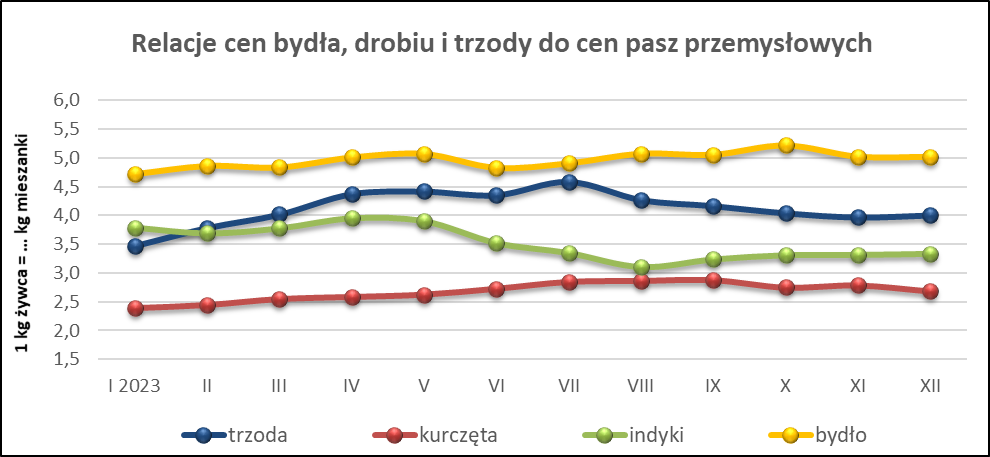 Relacje cen bydła, drobiu i trzody do cen pasz przemysłowych
1 kg żywca = ... kg mieszanki
6,0
5,5
5,0
4,5
4,0
3,5
3,0
2,5
2,0
1,5
I 2023 II III IV V VI VII VIII IX X XI XII
trzoda kurczęta indyki bydło